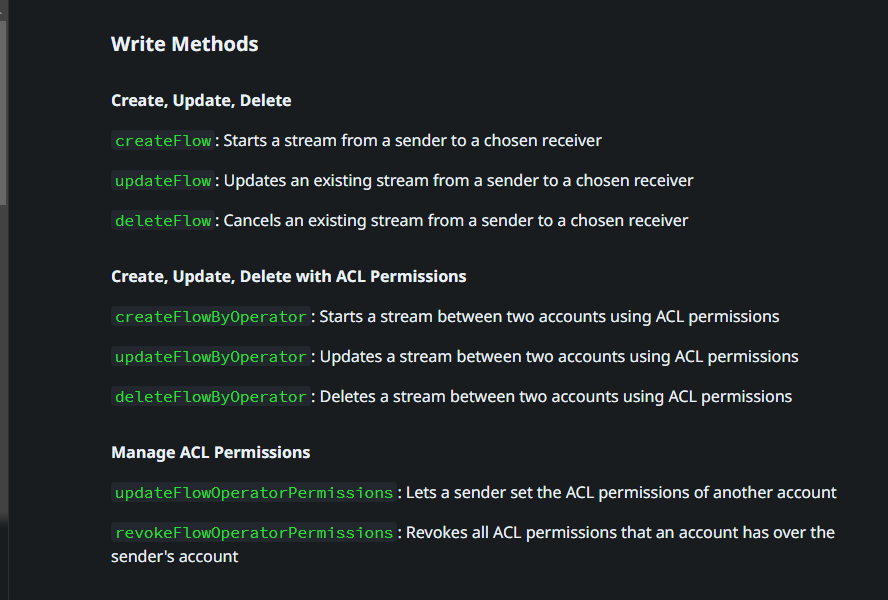 Write Methods
Create, Update, Delete
createFlow: Starts a stream from a sender to a chosen receiver
updateFlow: Updates an existing stream from a sender to a chosen receiver
deleteFlow: Cancels an existing stream from a sender to a chosen receiver
Create, Update, Delete with ACL Permissions
createFlowByOperator: Starts a stream between two accounts using ACL permissions
updateFlowByOperator: Updates a stream between two accounts using ACL permissions
deleteFlowByOperator: Deletes a stream between two accounts using ACL permissions
Manage ACL Permissions
updateFlowOperatorPermissions: Lets a sender set the ACL permissions of another account
revokeFlowOperatorPermissions: Revokes all ACL permissions that an account has over the
sender's account